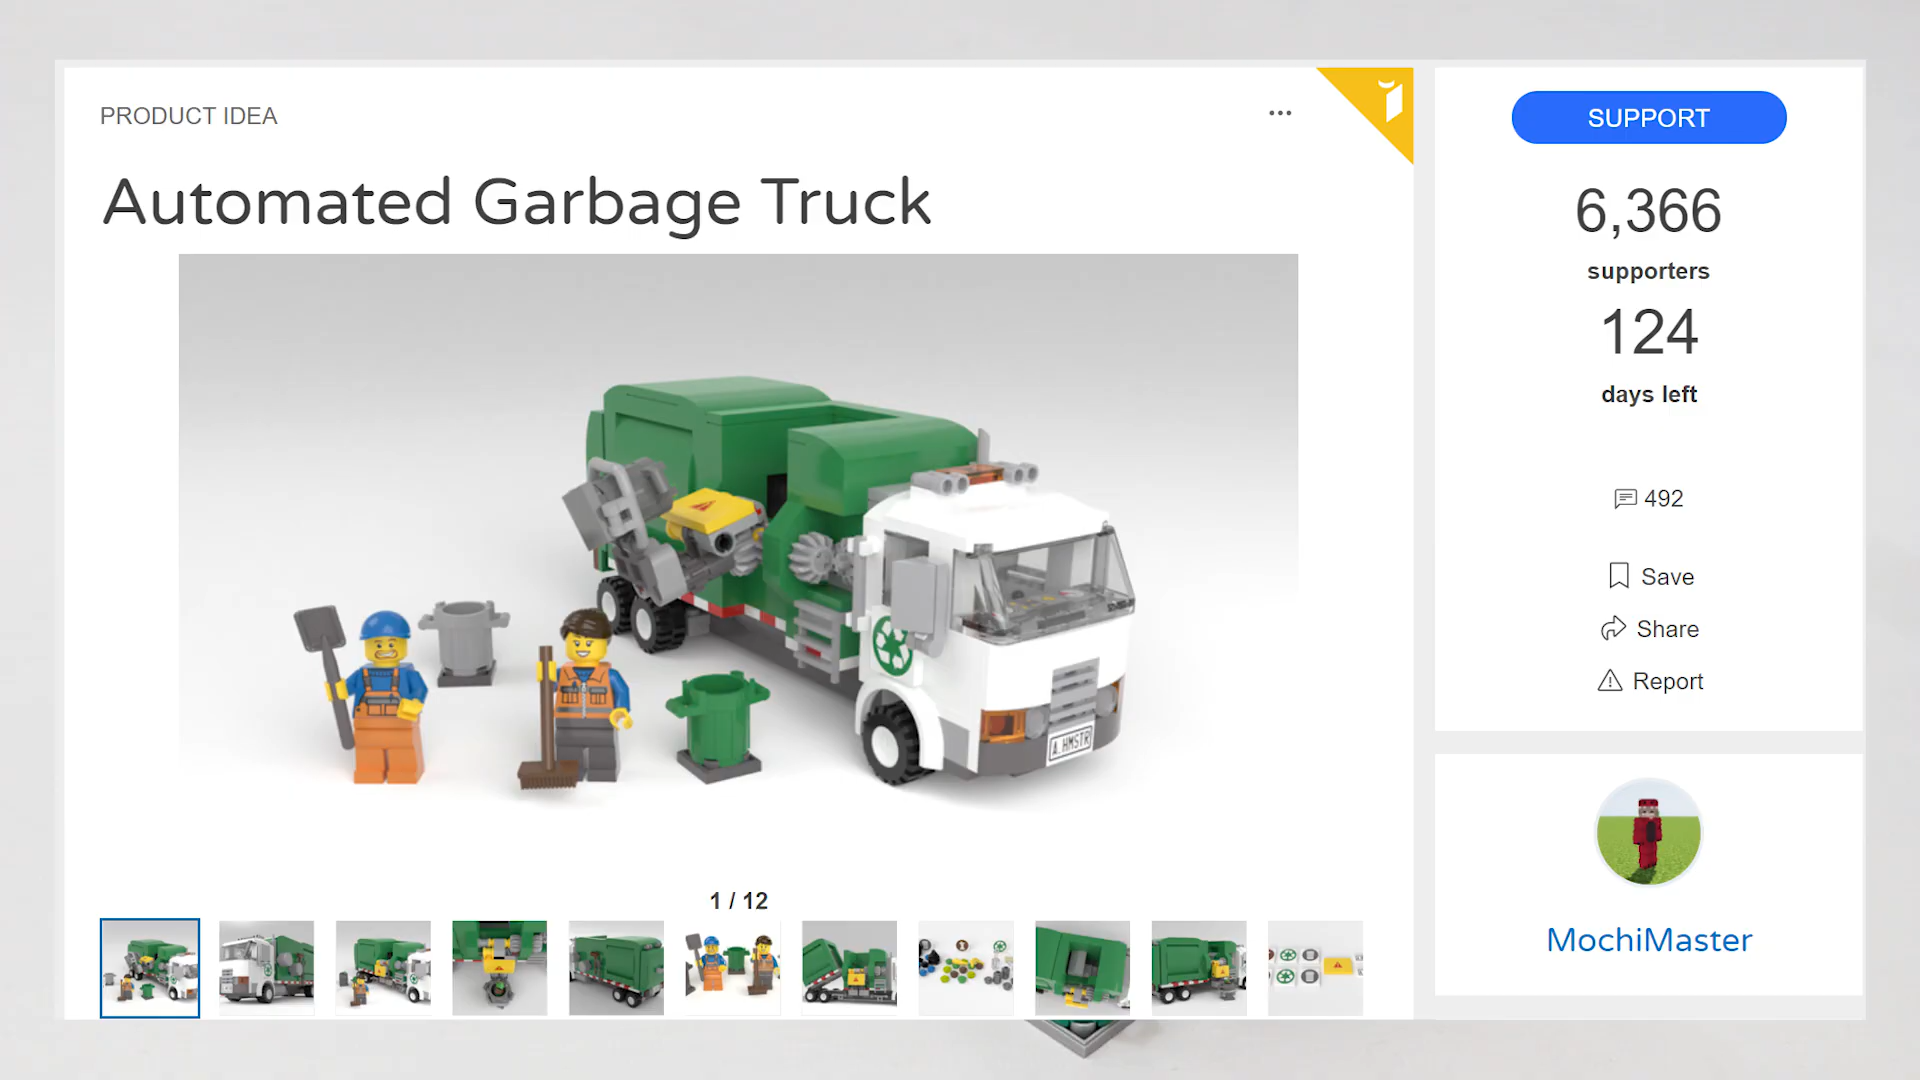 PRODUCT IDEA
Automated Garbage Truck
A.HMSTR
1 / 12
SUPPORT
6,366
supporters
124
days left
492
Save
Share
Report
MochiMaster